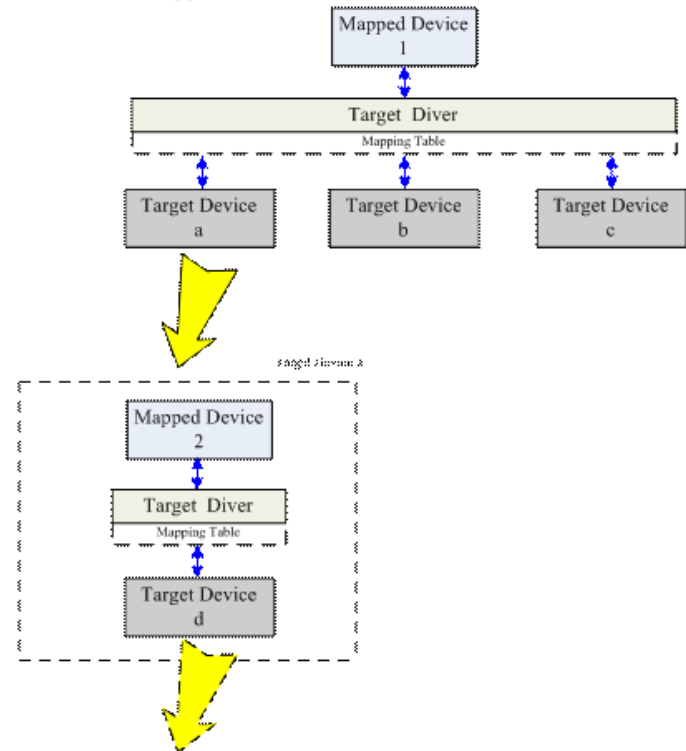 Mapped Device
1
Target Diver
Mapping Table
Target Device
a
Target Device
b
Target Device
c
Mapped Device
2
Target Diver
Mapping Table
Target Device
d